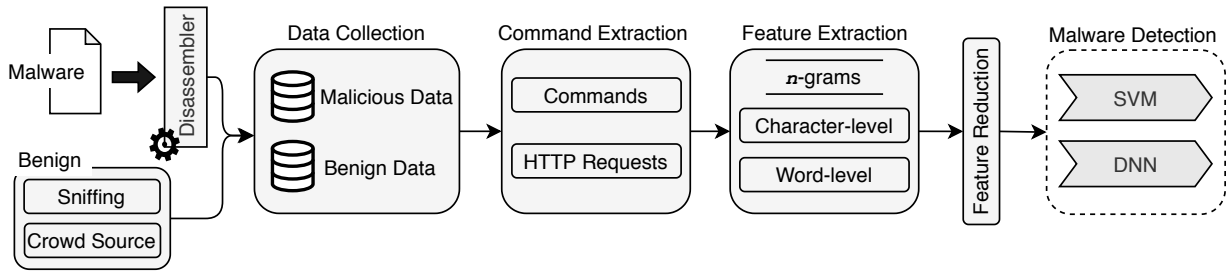 Malware
Disassembler
Benign
Sniffing
Crowd Source
Data Collection
Malicious Data
Benign Data
Command Extraction
Commands
HTTP Requests
Feature Extraction
n-grams
Character-level
Word-level
Feature Reduction
Malware Detection
SVM
DNN